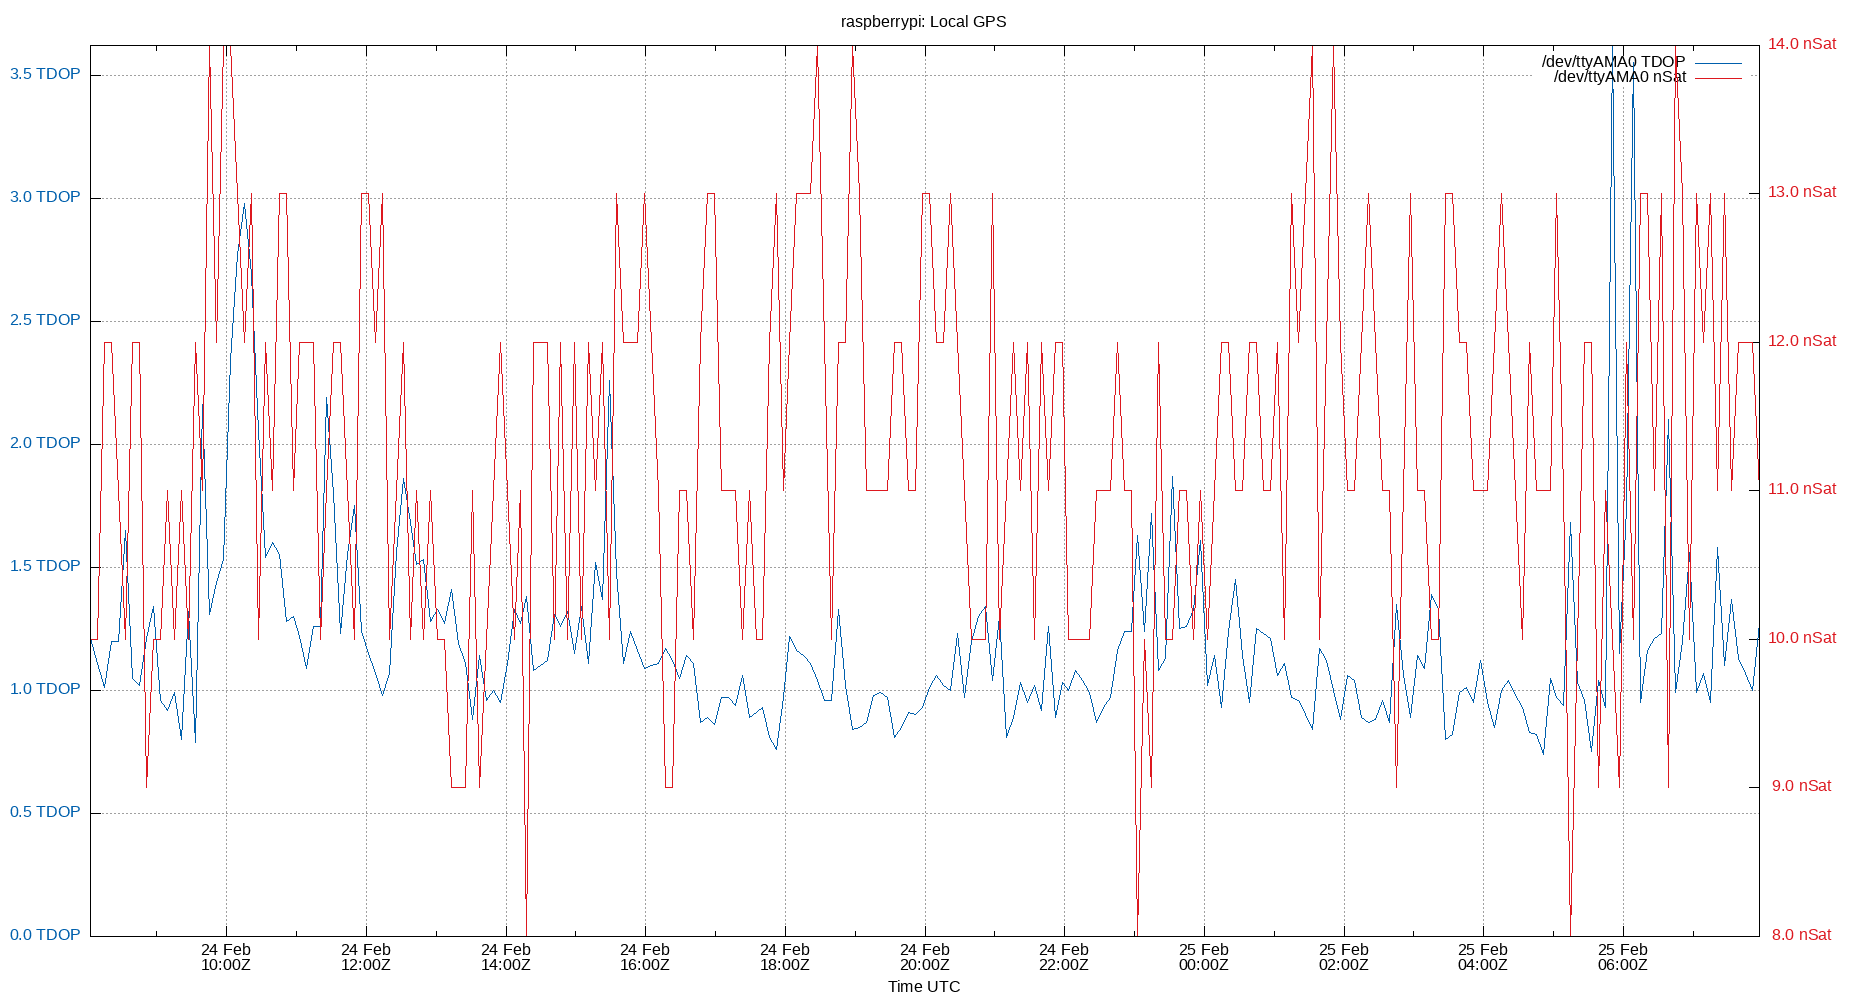 raspberrypi: Local GPS
14.0 nSat
/dev/ttyAMA0 TDOP
3.5 TDOP
/dev/ttyAMA0 nSat
3.0 TDOP
13.0 nSat
2.5 TDOP
12.0 nSat
2.0 TDOP
11.0 nSat
1.5 TDOP
10.0 nSat
1.0 TDOP
9.0 nSat
0.5 TDOP
0.0 TDOP
8.0 nSat
24 Feb 24 Feb 24 Feb 24 Feb 24 Feb 24 Feb 24 Feb 25 Feb 25 Feb 25 Feb 25 Feb
10:00Z 12:00Z 14:00Z 16:00Z 18:00Z 20:00Z 22:00Z 00:00Z 02:00Z 04:00Z 06:00Z
Time UTC